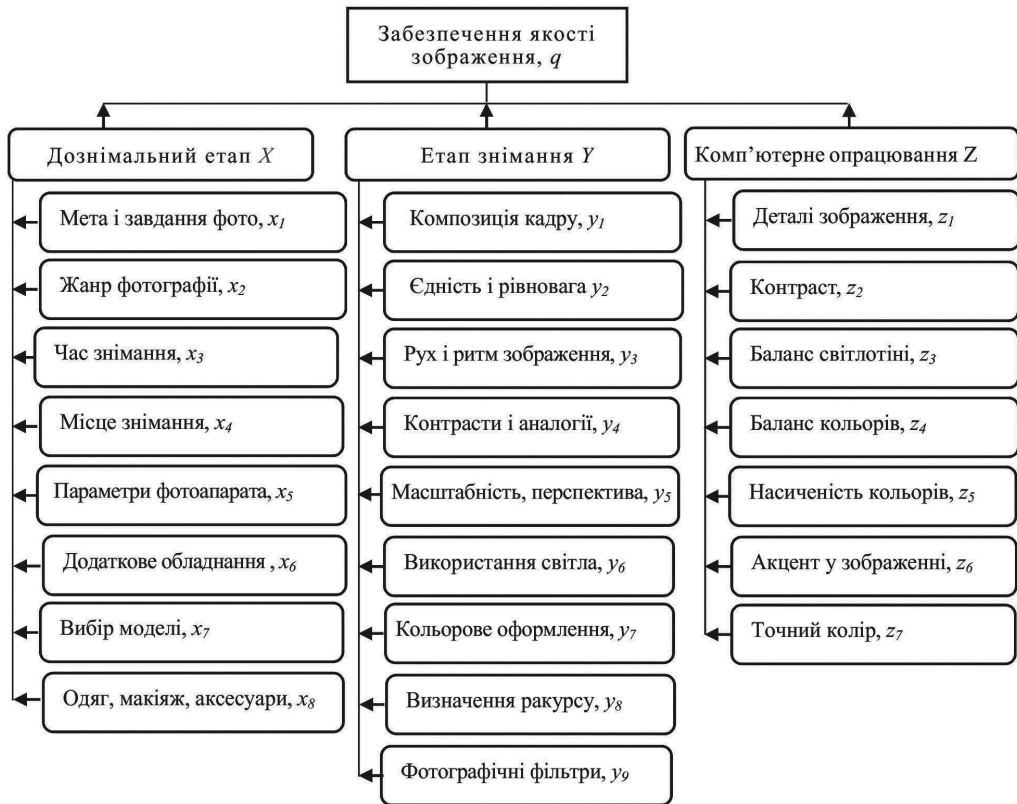 Забезпечення якості
зображення, q
Дознімальний етап X
Мета і завдання фото, x1
Жанр фотографії, x2
Час знімання, x3
Місце знімання, x4
Параметри фотоапарата, x5
Додаткове обладнання , x6
Вибір моделі, x7
Одяг, макіяж, аксесуари, x8
Етап знімання Y
Композиція кадру, y1
Єдність і рівновага y2
Рух і ритм зображення, y3
Контрасти і аналогії, y4
Масштабність, перспектива, y5
Використання світла, y6
Кольорове оформлення, y7
Визначення ракурсу, y8
Фотографічні фільтри, y9
Комп’ютерне опрацювання Z
Деталі зображення, z1
Контраст, z2
Баланс світлотіні, z3
Баланс кольорів, z4
Насиченість кольорів, z5
Акцент у зображенні, z6
Точний колір, z7